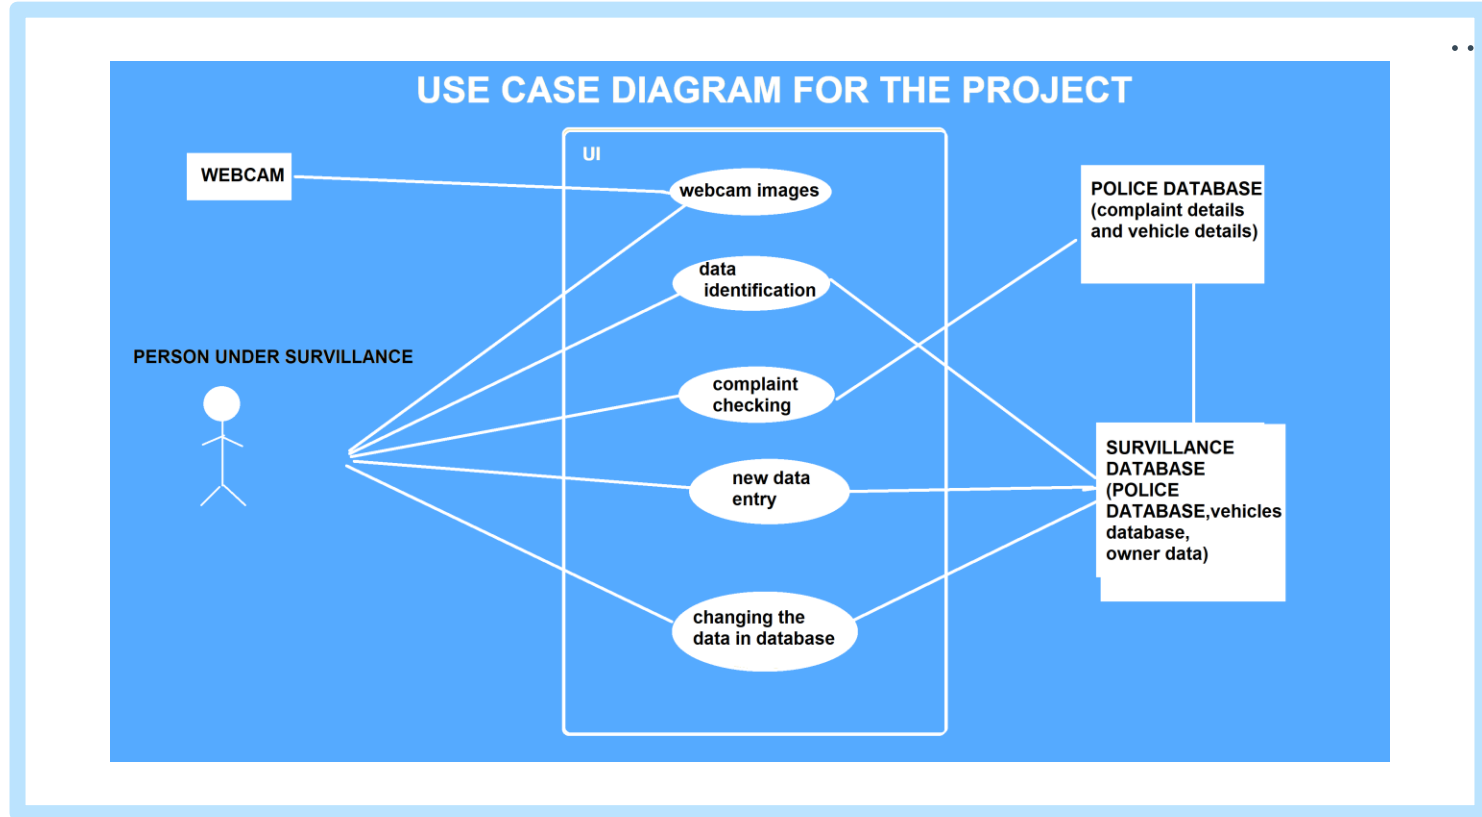 USE CASE DIAGRAM FOR THE PROJECT
UI
WEBCAM
webcam images
POLICE DATABASE
(complaint details
and vehicle details)
data
identification
PERSON UNDER SURVILLANCE
complaint
checking
SURVILLANCE
DATABASE
(POLICE
DATABASE,vehicles
database,
owner data)
new data
entry
changing the
data in database